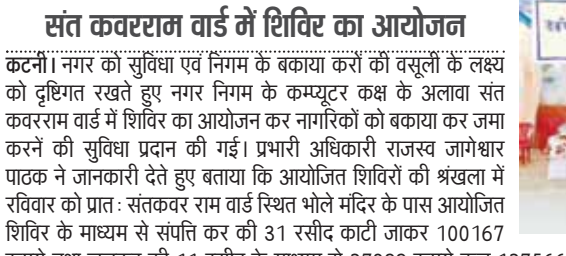 संत कवरराम वार्ड में शिविर का आयोजन
कटनी। नगर को सुविधा एवं निगम के बकाया करों की वसूली के लक्ष्य
को दृष्टिगत रखते हुए नगर निगम के कम्प्यूटर कक्ष के अलावा संत
कवरराम वार्ड में शिविर का आयोजन कर नागरिकों को बकाया कर जमा
करनें की सुविधा प्रदान की गई। प्रभारी अधिकारी राजस्व जागेश्वार
पाठक ने जानकारी देते हुए बताया कि आयोजित शिविरों की श्रंखला में
रविवार को प्रातः संतकवर राम वार्ड स्थित भोले मंदिर के पास आयोजित
शिविर के माध्यम से संपत्ति कर की 31 रसीद काटी जाकर 100167